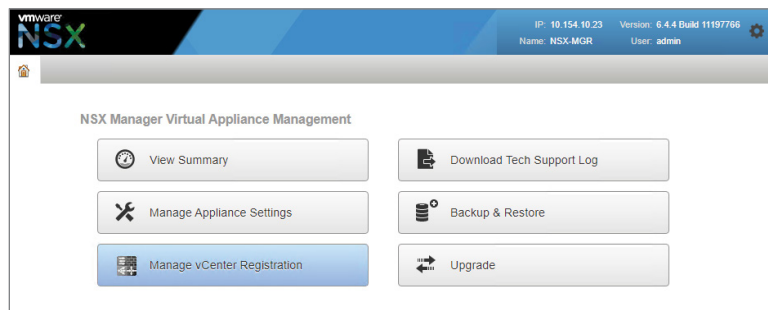 vmware
NSX
IP: 10.154.10.23 Version: 6.4.4 Build 11197766
Name: NSX-MGR User: admin
NSX Manager Virtual Appliance Management
View Summary
Download Tech Support Log
Manage Appliance Settings
Backup & Restore
Manage vCenter Registration
Upgrade